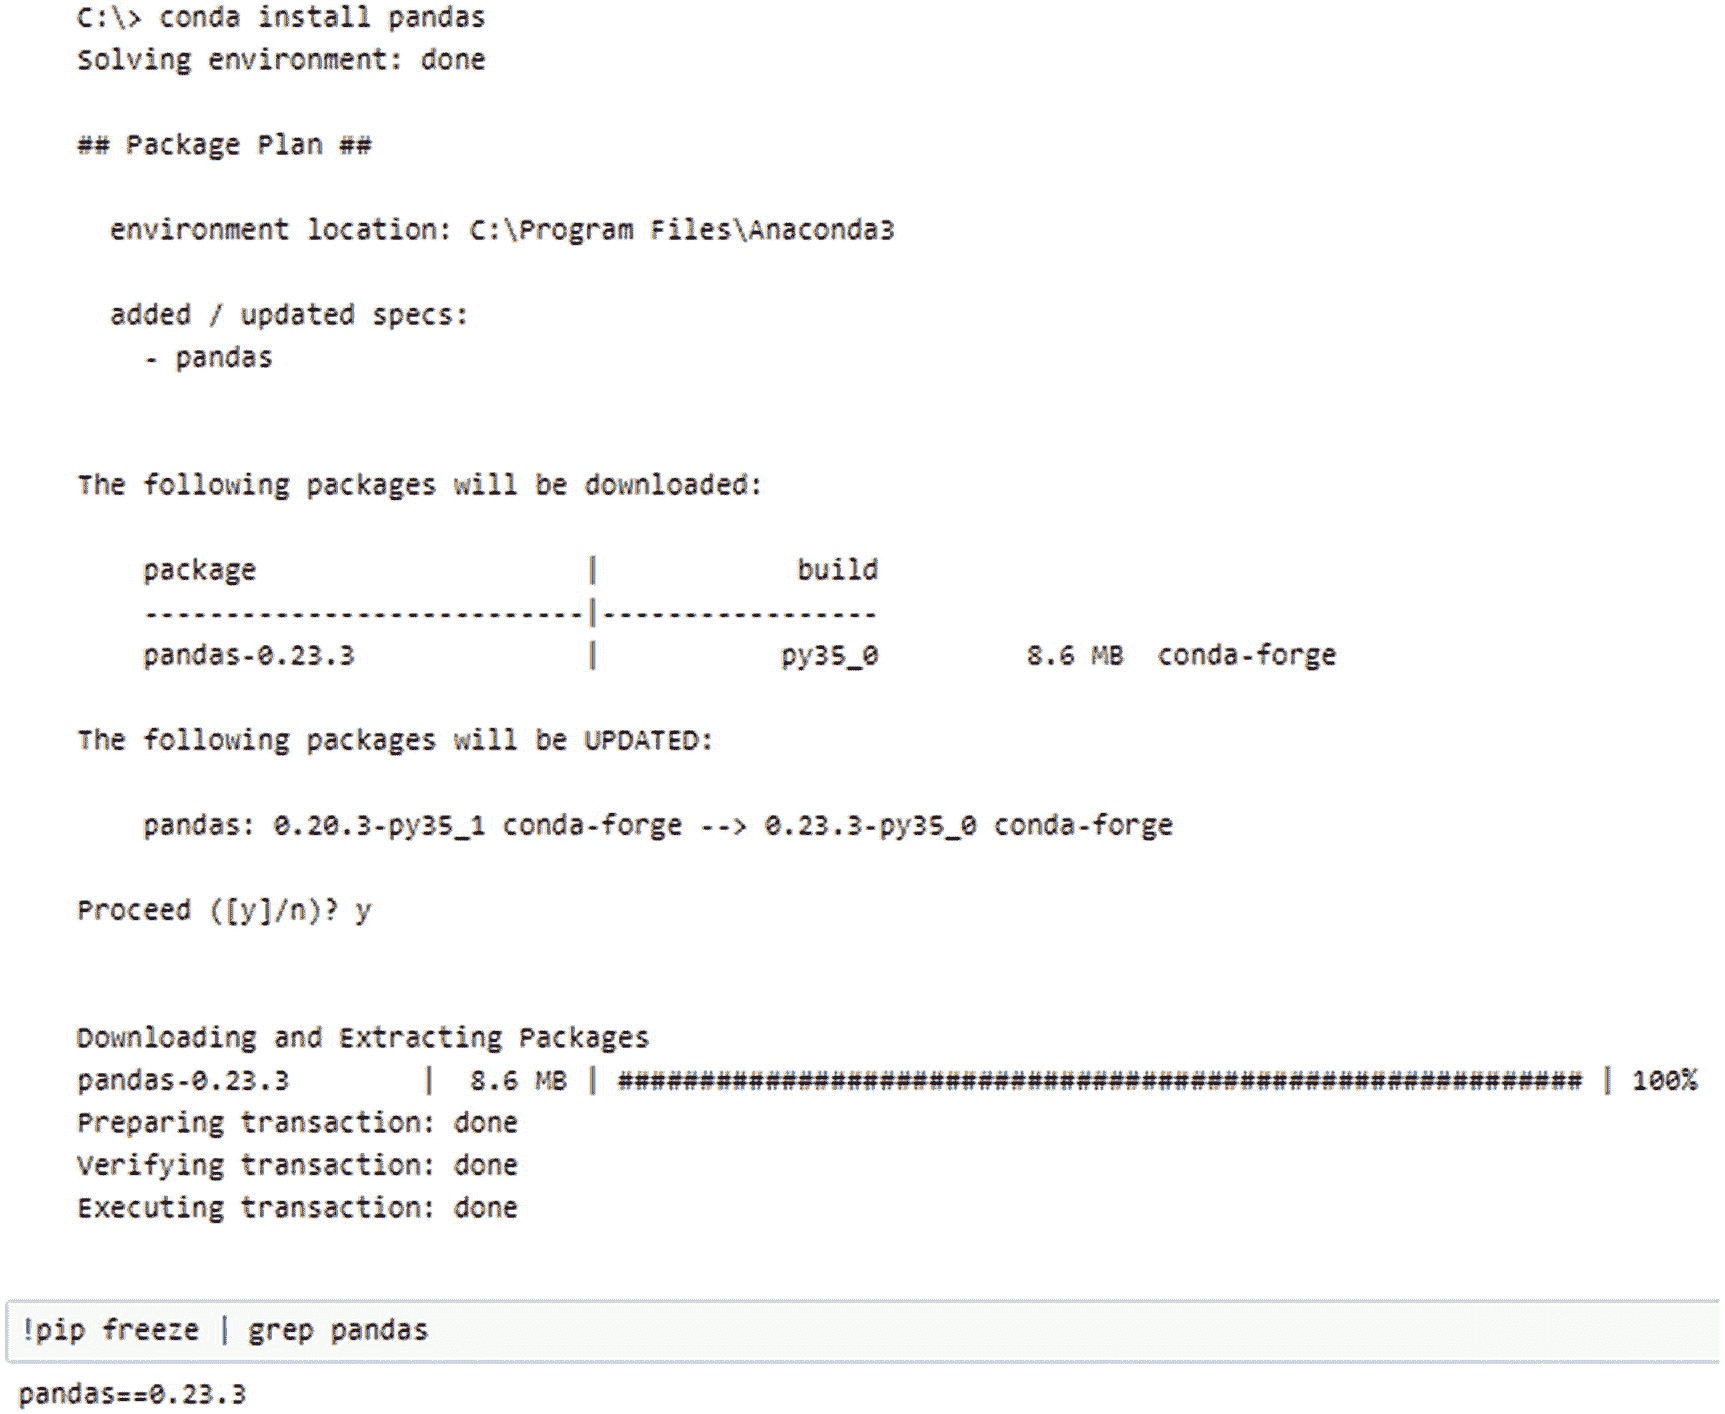 C:\> conda install pandas
Solving environment: done
## Package Plan ##
environment location: C:\Program Files\Anaconda3
added / updated specs:
- pandas
The following packages will be downloaded:
package | build
---------------------------|-----------------
pandas-0.23.3 | py35_0 8.6 MB conda-forge
The following packages will be UPDATED:
pandas: 0.20.3-py35_1 conda-forge --> 0.23.3-py35_0 conda-forge
Proceed ([y]/n)? y
Downloading and Extracting Packages
pandas-0.23.3 | 8.6 MB | ########################################################### | 100%
Preparing transaction: done
Verifying transaction: done
Executing transaction: done
!pip freeze | grep pandas
pandas==0.23.3